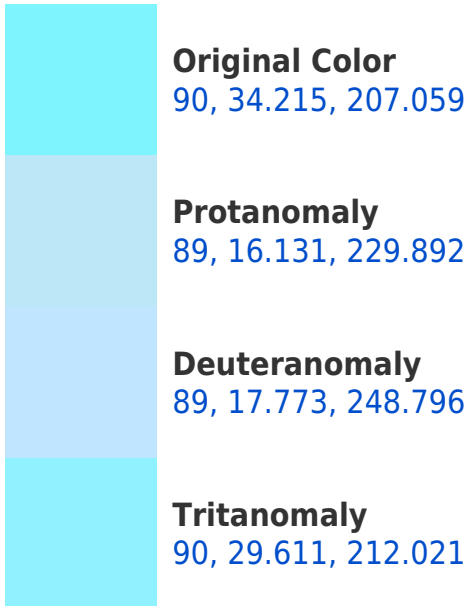 Original Color
90, 34.215, 207.059
Protanomaly
89, 16.131, 229.892
Deuteranomaly
89, 17.773, 248.796
Tritanomaly
90, 29.611, 212.021